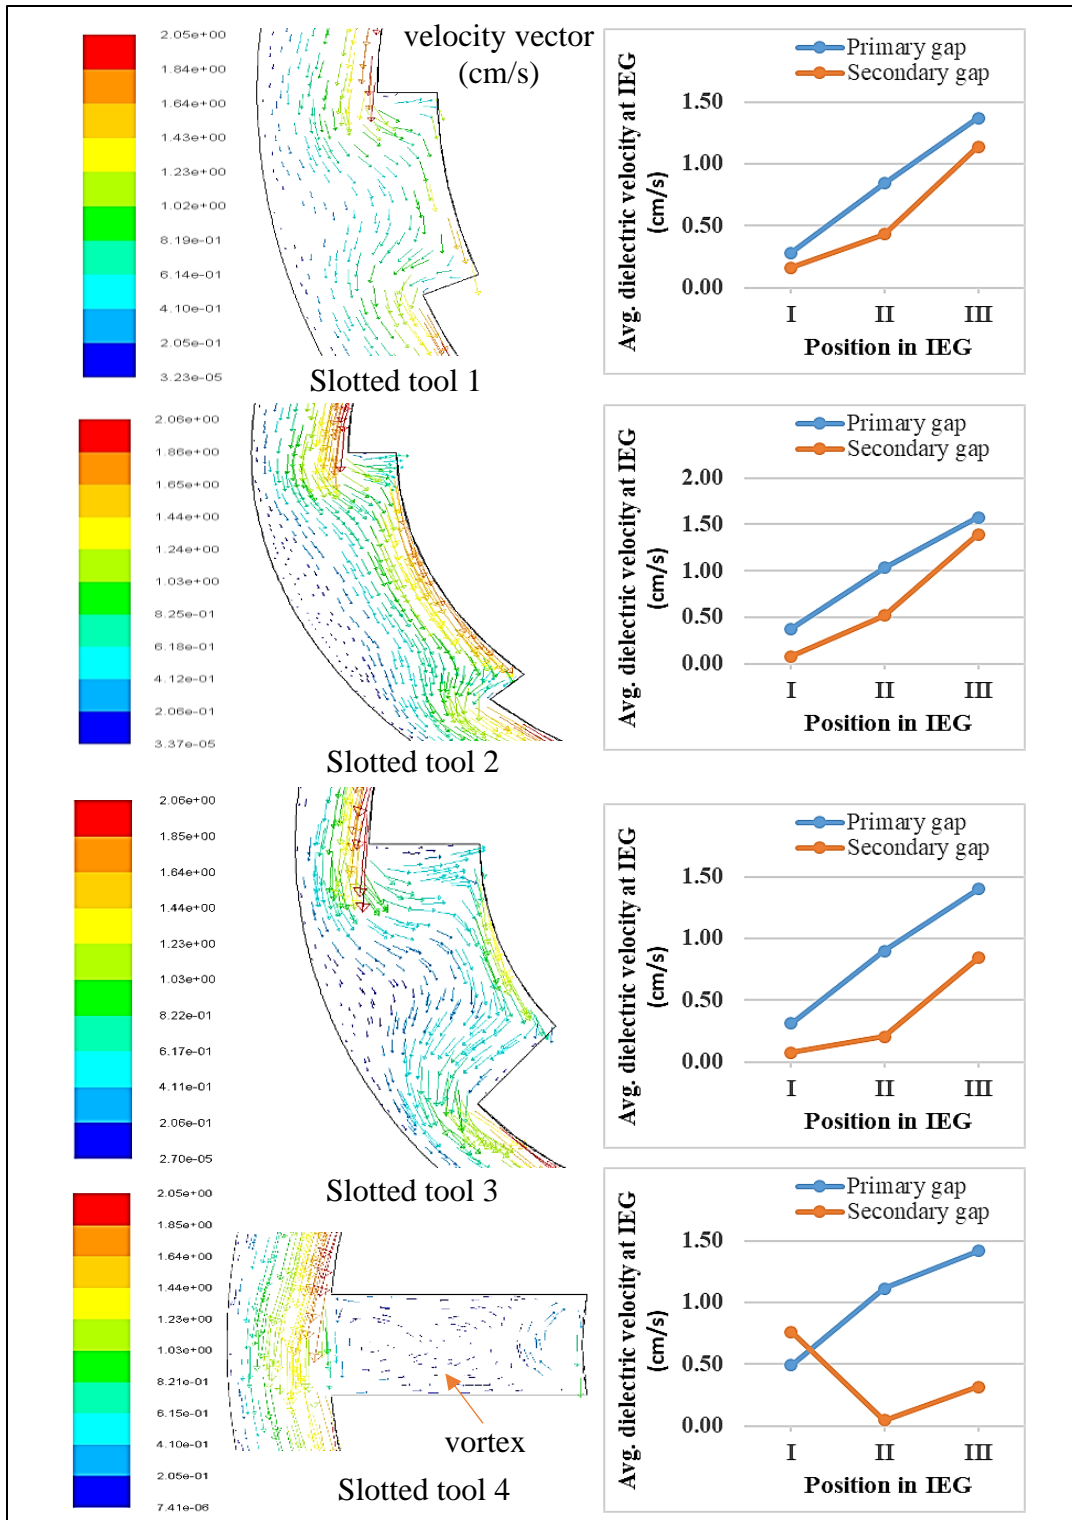 2.05e+00
1.84e+00
1.64e+00
1.43e+00
1.23e+00
1.02e+00
8.19e-01
6.14e-01
4.10e-01
2.05e-01
3.23e-05
velocity vector
(cm/s)
Slotted tool 1
Primary gap
Secondary gap
Avg. dielectric velocity at IEG
(cm/s)
1.50
1.00
0.50
0.00
I II III
Position in IEG
2.06e+00
1.86e+00
1.65e+00
1.44e+00
1.24e+00
1.03e+00
8.25e-01
6.18e-01
4.12e-01
2.06e-01
3.37e-05
Slotted tool 2
Primary gap
Secondary gap
Avg. dielectric velocity at IEG
(cm/s)
2.00
1.50
1.00
0.50
0.00
I II III
Position in IEG
2.06e+00
1.85e+00
1.64e+00
1.44e+00
1.23e+00
1.03e+00
8.22e-01
6.17e-01
4.11e-01
2.06e-01
2.70e-05
Slotted tool 3
Primary gap
Secondary gap
Avg. dielectric velocity at IEG
(cm/s)
1.50
1.00
0.50
0.00
I II III
Position in IEG
2.05e+00
1.85e+00
1.64e+00
1.44e+00
1.23e+00
1.03e+00
8.21e-01
6.15e-01
4.10e-01
2.05e-01
7.41e-06
vortex
Slotted tool 4
Primary gap
Secondary gap
Avg. dielectric velocity at IEG
(cm/s)
1.50
1.00
0.50
0.00
I II III
Position in IEG